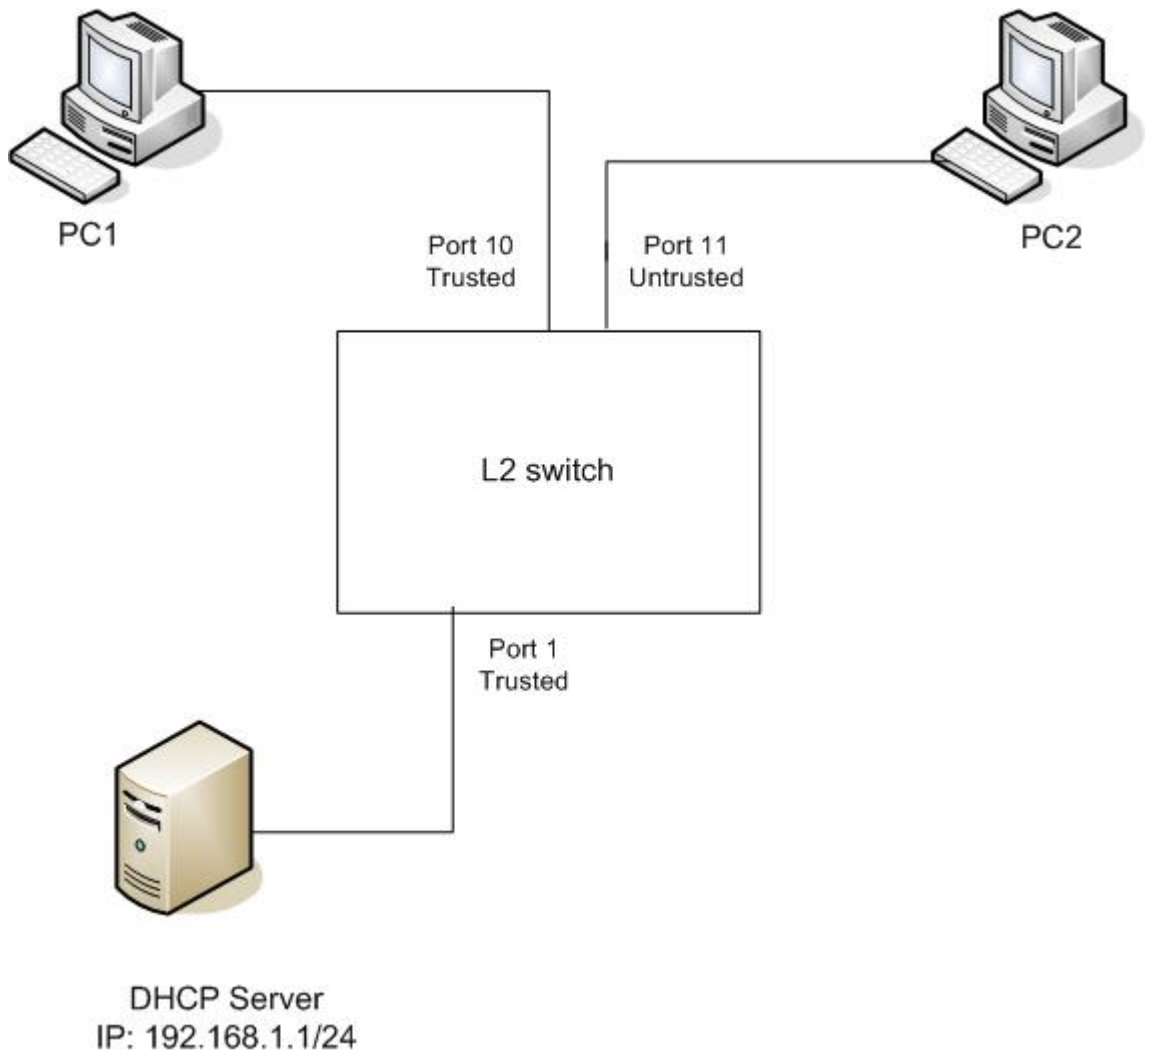 PC1
PC2
Port 10
Trusted
Port 11
Untrusted
L2 switch
Port 1
Trusted
DHCP Server
IP: 192.168.1.1/24